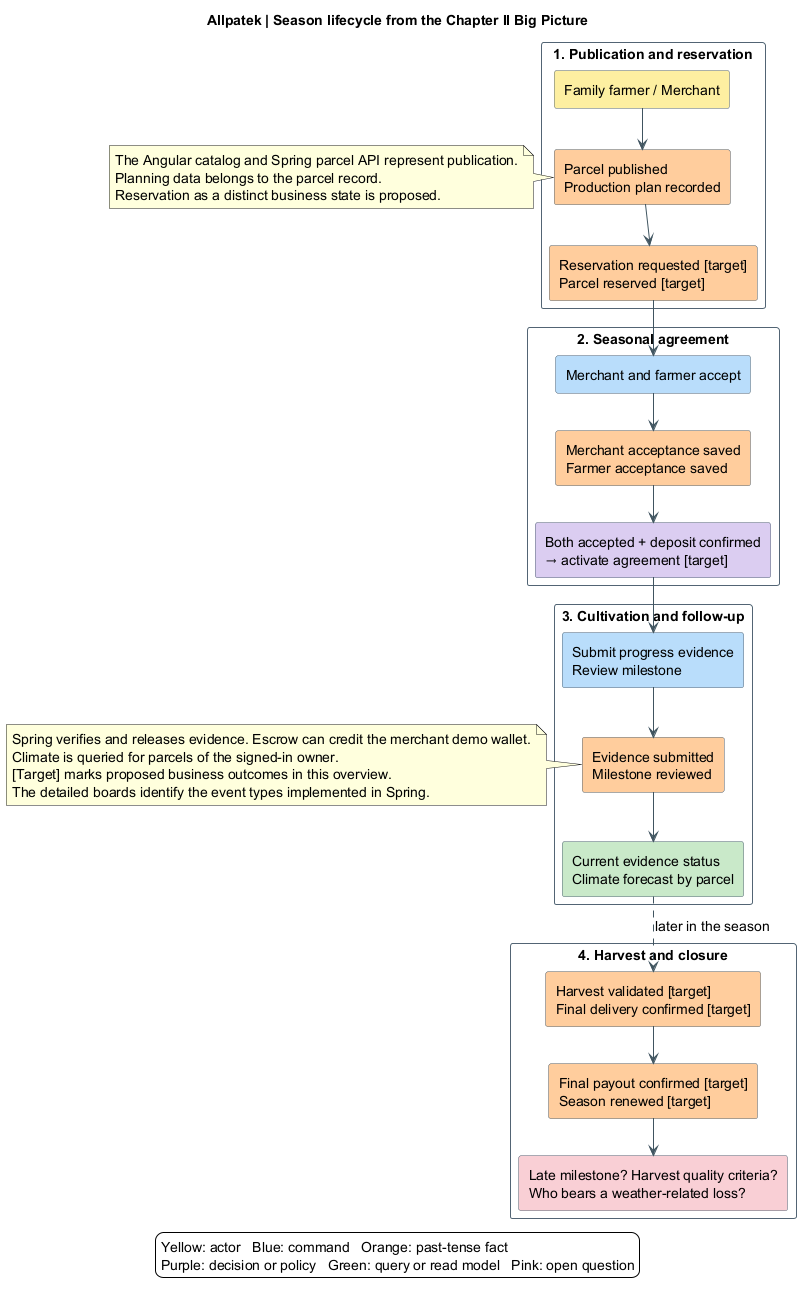 Allpatek | Season lifecycle from the Chapter II Big Picture
1. Publication and reservation
Family farmer / Merchant
The Angular catalog and Spring parcel API represent publication.
Planning data belongs to the parcel record.
Reservation as a distinct business state is proposed.
Parcel published
Production plan recorded
Reservation requested [target]
Parcel reserved [target]
2. Seasonal agreement
Merchant and farmer accept
Merchant acceptance saved
Farmer acceptance saved
Both accepted + deposit confirmed
→ activate agreement [target]
3. Cultivation and follow-up
Submit progress evidence
Review milestone
Spring verifies and releases evidence. Escrow can credit the merchant demo wallet.
Climate is queried for parcels of the signed-in owner.
[Target] marks proposed business outcomes in this overview.
The detailed boards identify the event types implemented in Spring.
Evidence submitted
Milestone reviewed
Current evidence status
Climate forecast by parcel
later in the season
4. Harvest and closure
Harvest validated [target]
Final delivery confirmed [target]
Final payout confirmed [target]
Season renewed [target]
Late milestone? Harvest quality criteria?
Who bears a weather-related loss?
Yellow: actor   Blue: command   Orange: past-tense fact
Purple: decision or policy   Green: query or read model   Pink: open question